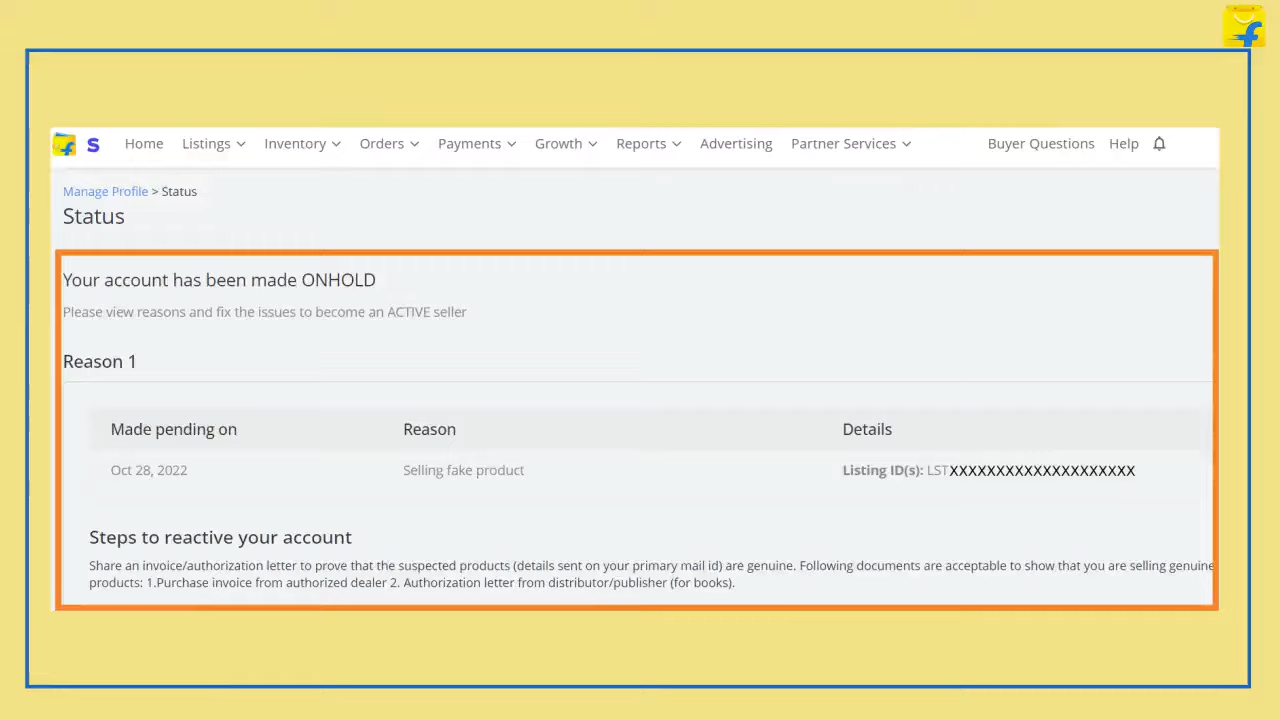 Home Listings Inventory Orders Payments Growth Reports Advertising Partner Services Buyer Questions Help
Manage Profile > Status
Status
Your account has been made ONHOLD
Please view reasons and fix the issues to become an ACTIVE seller
Reason 1
Made pending on Reason Details
Oct 28, 2022 Selling fake product Listing ID(s): LSTXXXXXXXXXXXXXXXXXXXX
Steps to reactive your account
Share an invoice/authorization letter to prove that the suspected products (details sent on your primary mail id) are genuine. Following documents are acceptable to show that you are selling genuine
products: 1.Purchase invoice from authorized dealer 2. Authorization letter from distributor/publisher (for books).